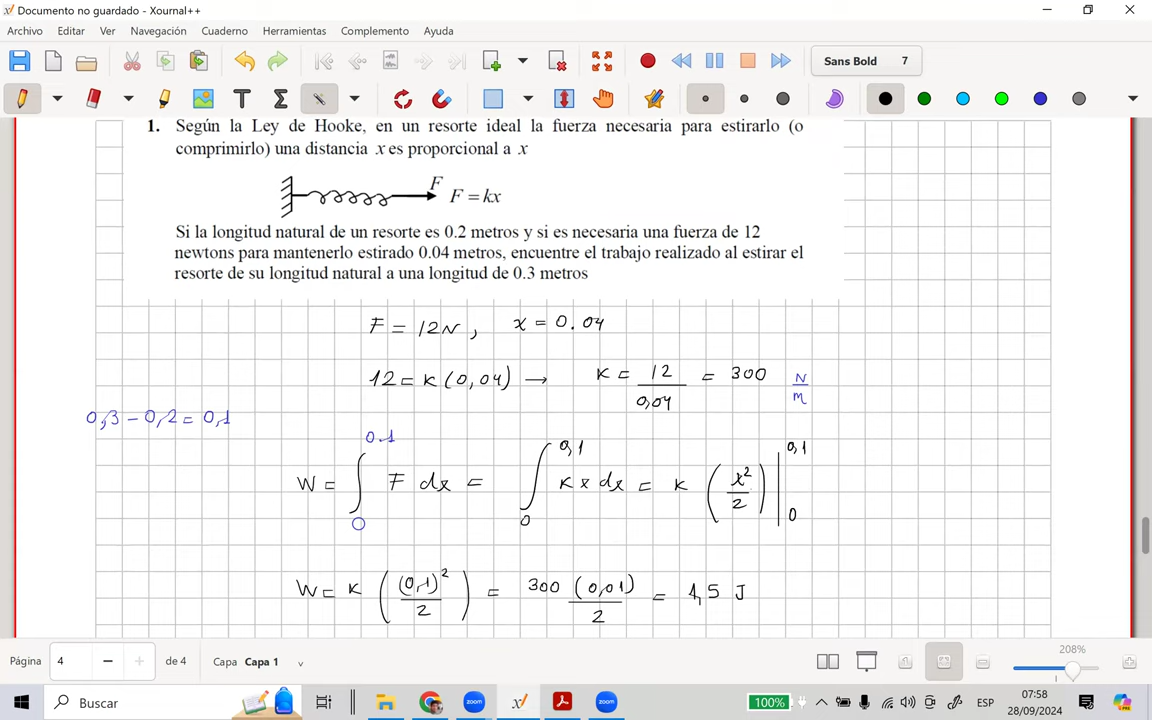 Documento no guardado - Xournal++
Archivo Editar Ver Navegación Cuaderno Herramientas Complemento Ayuda
Sans Bold 7
1. Según la Ley de Hooke, en un resorte ideal la fuerza necesaria para estirarlo (o
comprimirlo) una distancia x es proporcional a x
F
F = kx
Si la longitud natural de un resorte es 0.2 metros y si es necesaria una fuerza de 12
newtons para mantenerlo estirado 0.04 metros, encuentre el trabajo realizado al estirar el
resorte de su longitud natural a una longitud de 0.3 metros
F = 12N, x = 0.04
12 = K(0,04) → K = 12/0,04 = 300 N/m
0,3 - 0,2 = 0,1
W = ∫₀^0.1 F dx = ∫₀^0,1 K x dx = K (x²/2) |₀^0,1
W = K ((0,1)²/2) = 300 (0,01)/2 = 1,5 J
Página 4 de 4 Capa Capa 1 208%
Buscar 100% ESP 07:58
28/09/2024